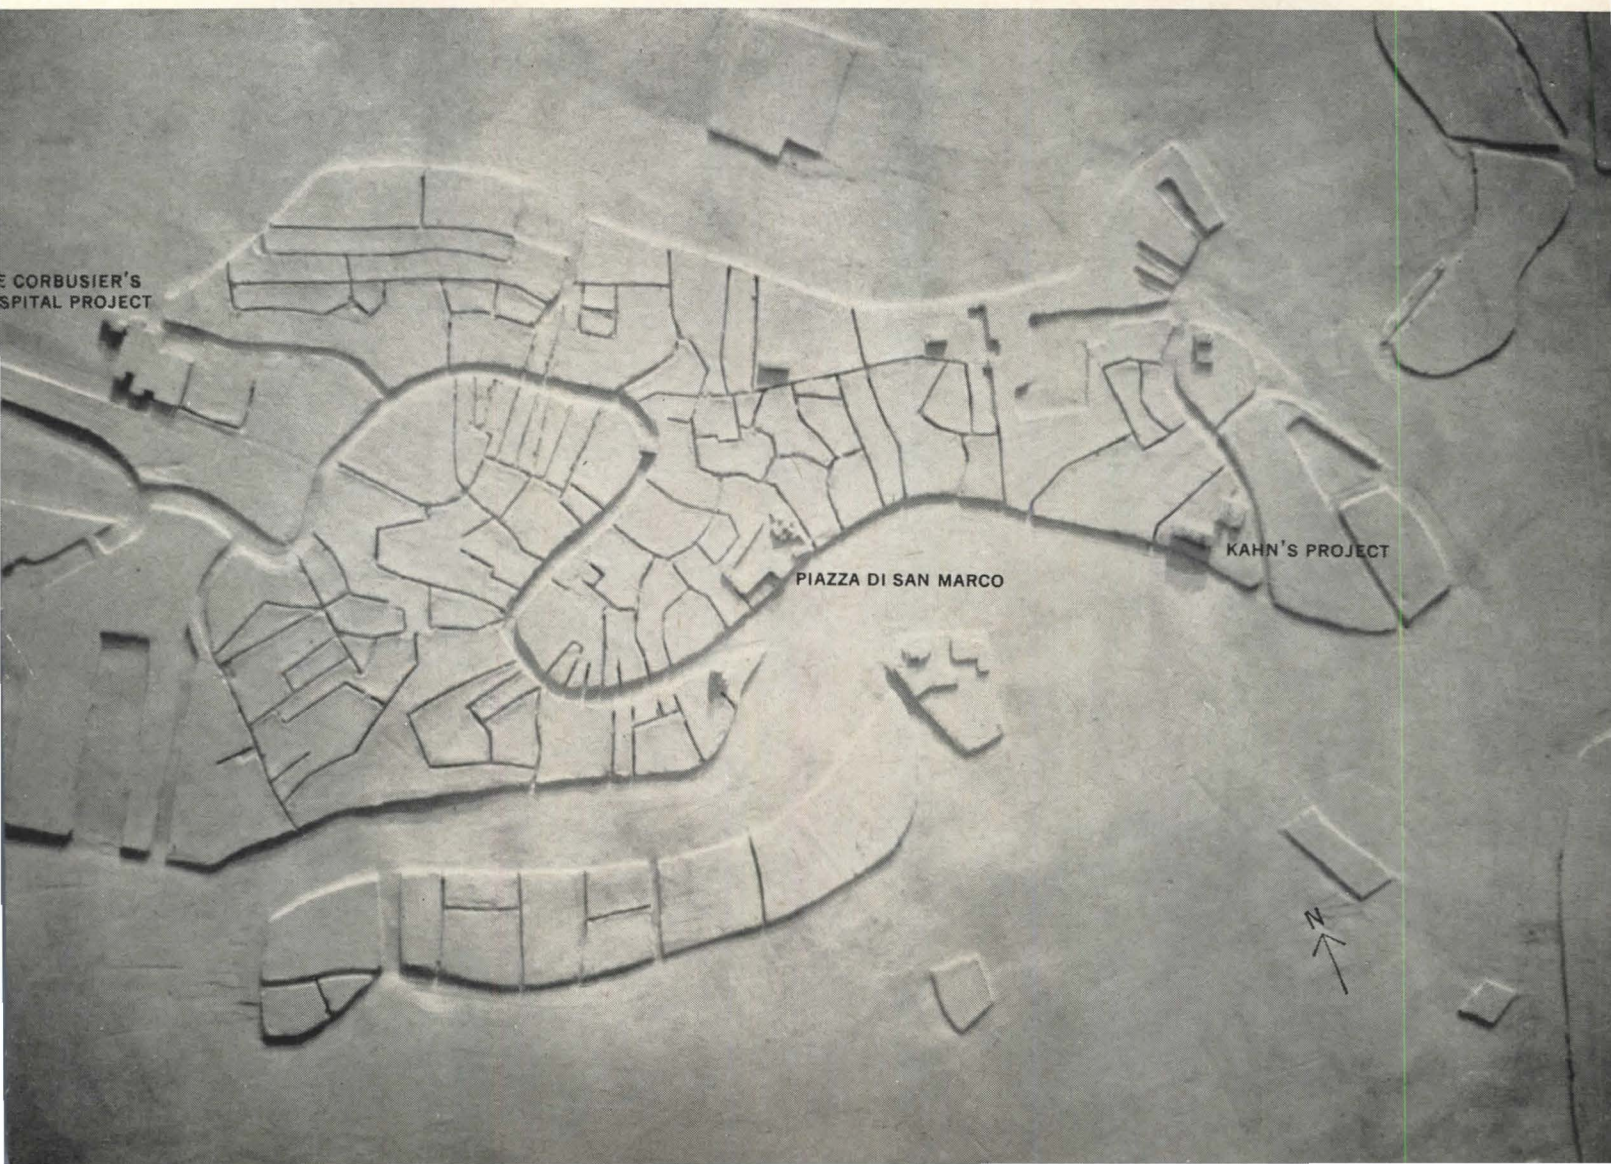 E CORBUSIER'S
SPITAL PROJECT
KAHN'S PROJECT
PIAZZA DI SAN MARCO
N